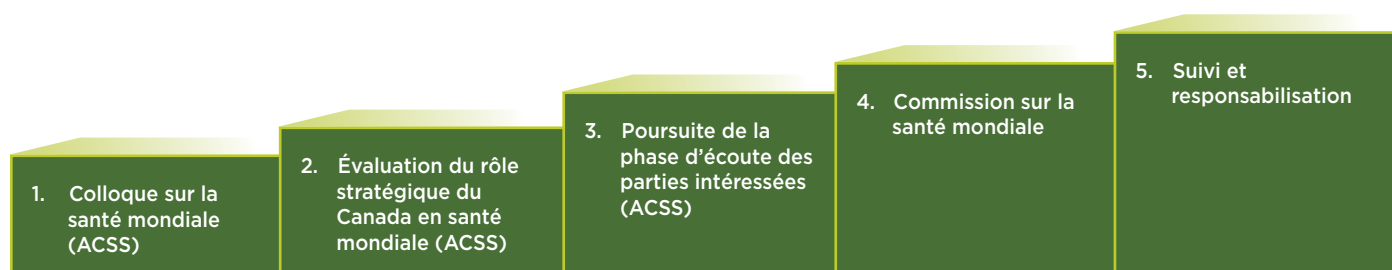 1. Colloque sur la
santé mondiale
(ACSS)
2. Évaluation du rôle
stratégique du
Canada en santé
mondiale (ACSS)
3. Poursuite de la
phase d'écoute des
parties intéressées
(ACSS)
4. Commission sur la
santé mondiale
5. Suivi et
responsabilisation